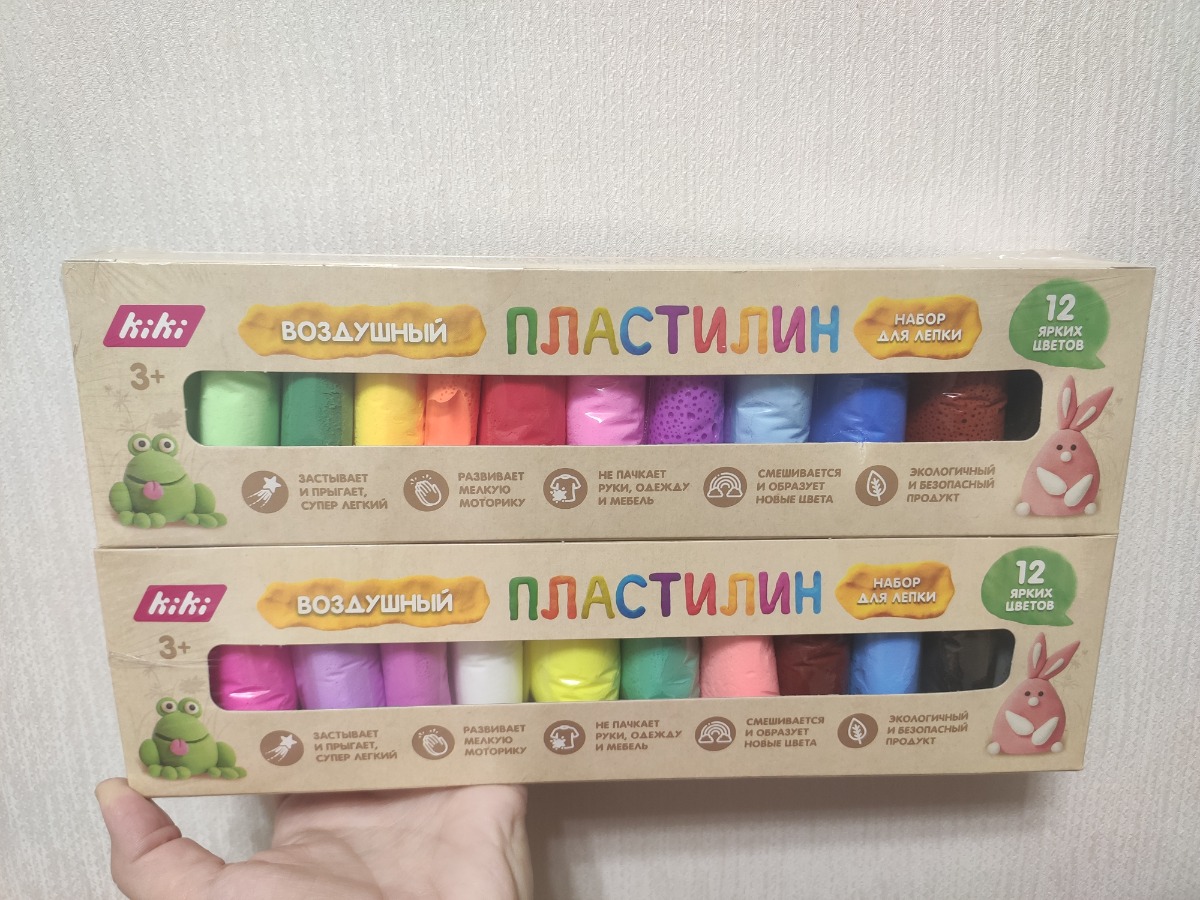 kiki
ВОЗДУШНЫЙ
ПЛАСТИЛИН
НАБОР
ДЛЯ ЛЕПКИ
12
ЯРКИХ
ЦВЕТОВ
3+
ЗАСТЫВАЕТ
И ПРЫГАЕТ,
СУПЕР ЛЕГКИЙ
РАЗВИВАЕТ
МЕЛКУЮ
МОТОРИКУ
НЕ ПАЧКАЕТ
РУКИ, ОДЕЖДУ
И МЕБЕЛЬ
СМЕШИВАЕТСЯ
И ОБРАЗУЕТ
НОВЫЕ ЦВЕТА
ЭКОЛОГИЧНЫЙ
И БЕЗОПАСНЫЙ
ПРОДУКТ
kiki
ВОЗДУШНЫЙ
ПЛАСТИЛИН
НАБОР
ДЛЯ ЛЕПКИ
12
ЯРКИХ
ЦВЕТОВ
3+
ЗАСТЫВАЕТ
И ПРЫГАЕТ,
СУПЕР ЛЕГКИЙ
РАЗВИВАЕТ
МЕЛКУЮ
МОТОРИКУ
НЕ ПАЧКАЕТ
РУКИ, ОДЕЖДУ
И МЕБЕЛЬ
СМЕШИВАЕТСЯ
И ОБРАЗУЕТ
НОВЫЕ ЦВЕТА
ЭКОЛОГИЧНЫЙ
И БЕЗОПАСНЫЙ
ПРОДУКТ